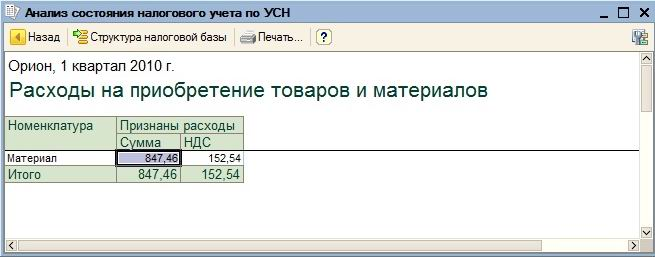 Анализ состояния налогового учета по УСН
Назад Структура налоговой базы Печать... ?
Орион, 1 квартал 2010 г.
Расходы на приобретение товаров и материалов
Номенклатура Признаны расходы
Сумма НДС
Материал 847,46 152,54
Итого 847,46 152,54